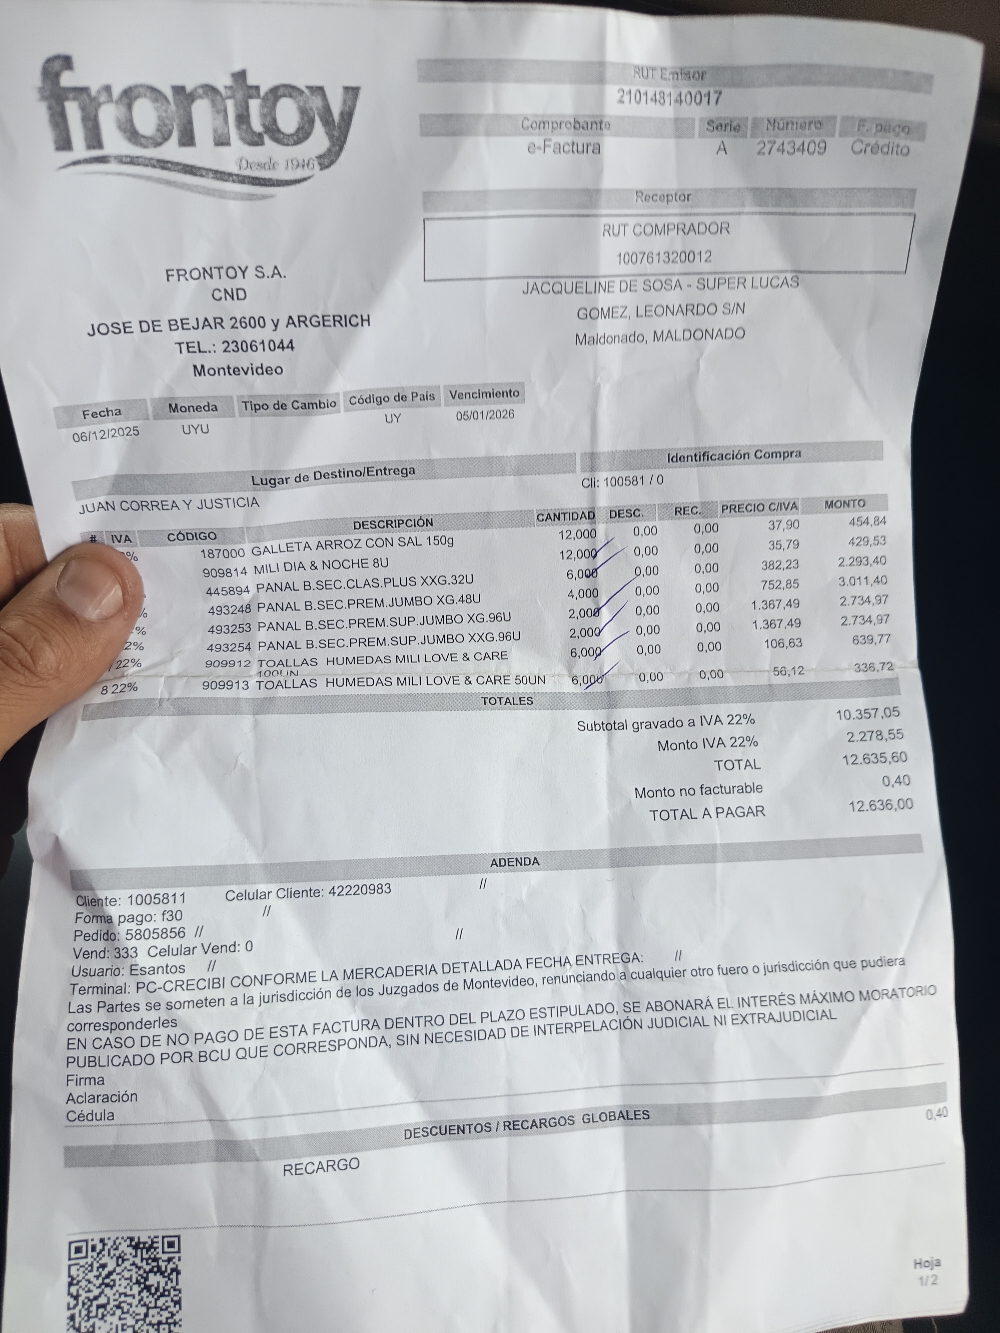 frontoy
Desde 1946
RUT Emisor
210148140017
Comprobante Serie Número F. pago
e-Factura A 2743409 Crédito
Receptor
RUT COMPRADOR
100761320012
JACQUELINE DE SOSA - SUPER LUCAS
GOMEZ, LEONARDO S/N
Maldonado, MALDONADO
FRONTOY S.A.
CND
JOSE DE BEJAR 2600 y ARGERICH
TEL.: 23061044
Montevideo
Fecha Moneda Tipo de Cambio Código de País Vencimiento
06/12/2025 UYU UY 05/01/2026
Lugar de Destino/Entrega Identificación Compra
JUAN CORREA Y JUSTICIA Cli: 100581 / 0
# IVA CÓDIGO DESCRIPCIÓN CANTIDAD DESC. REC. PRECIO C/IVA MONTO
% 187000 GALLETA ARROZ CON SAL 150g 12,000 0,00 0,00 37,90 454,84
909814 MILI DIA & NOCHE 8U 12,000 0,00 0,00 35,79 429,53
445894 PANAL B.SEC.CLAS.PLUS XXG.32U 6,000 0,00 0,00 382,23 2.293,40
% 493248 PANAL B.SEC.PREM.JUMBO XG.48U 4,000 0,00 0,00 752,85 3.011,40
% 493253 PANAL B.SEC.PREM.SUP.JUMBO XG.96U 2,000 0,00 0,00 1.367,49 2.734,97
2% 493254 PANAL B.SEC.PREM.SUP.JUMBO XXG.96U 2,000 0,00 0,00 1.367,49 2.734,97
7 22% 909912 TOALLAS HUMEDAS MILI LOVE & CARE 6,000 0,00 0,00 106,63 639,77
100UN
8 22% 909913 TOALLAS HUMEDAS MILI LOVE & CARE 50UN 6,000 0,00 0,00 56,12 336,72
TOTALES
Subtotal gravado a IVA 22% 10.357,05
Monto IVA 22% 2.278,55
TOTAL 12.635,60
Monto no facturable 0,40
TOTAL A PAGAR 12.636,00
ADENDA
Cliente: 1005811 Celular Cliente: 42220983 //
Forma pago: f30 //
Pedido: 5805856 // //
Vend: 333 Celular Vend: 0
Usuario: Esantos //
Terminal: PC-CRECIBI CONFORME LA MERCADERIA DETALLADA FECHA ENTREGA: //
Las Partes se someten a la jurisdicción de los Juzgados de Montevideo, renunciando a cualquier otro fuero o jurisdicción que pudiera
corresponderles
EN CASO DE NO PAGO DE ESTA FACTURA DENTRO DEL PLAZO ESTIPULADO, SE ABONARÁ EL INTERÉS MÁXIMO MORATORIO
PUBLICADO POR BCU QUE CORRESPONDA, SIN NECESIDAD DE INTERPELACIÓN JUDICIAL NI EXTRAJUDICIAL
Firma
Aclaración
Cédula
DESCUENTOS / RECARGOS GLOBALES
RECARGO 0,40
Hoja
1/2